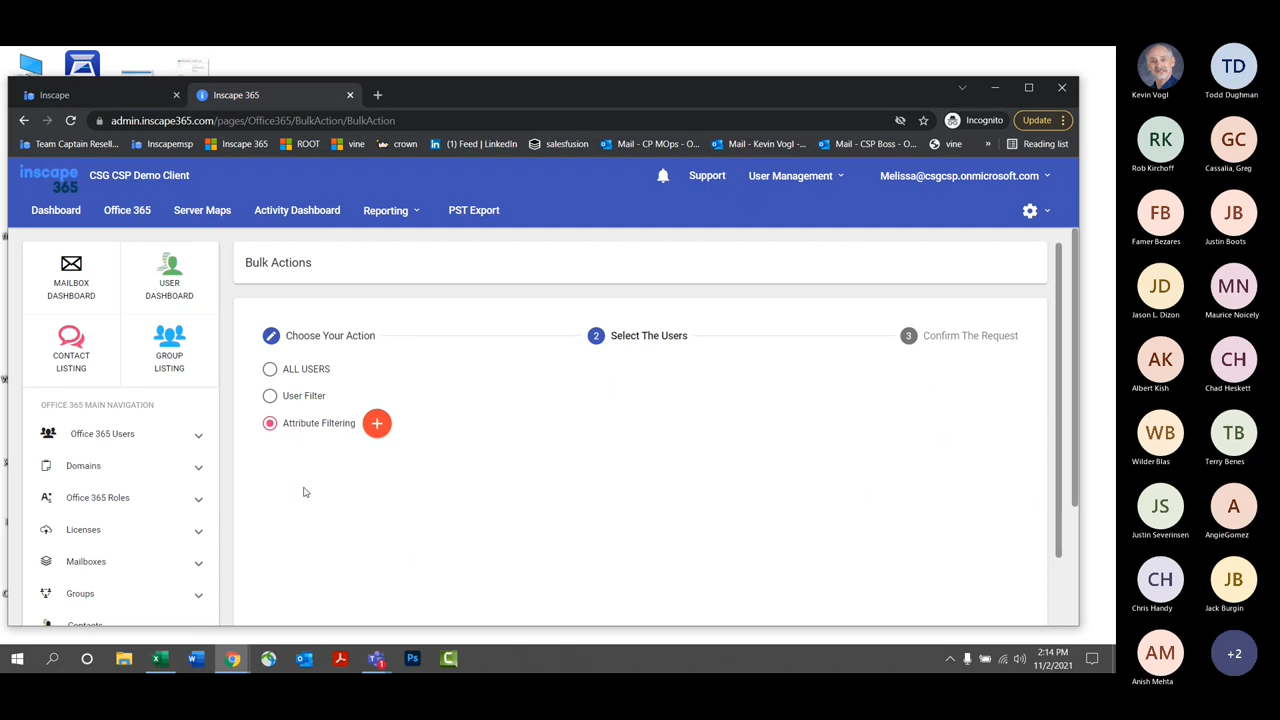 Inscape
Inscape 365
admin.inscape365.com/pages/Office365/BulkAction/BulkAction
Incognito
Update
Team Captain Resell...
Inscapemsp
Inscape 365
ROOT
vine
crown
(1) Feed | LinkedIn
salesfusion
Mail - CP MOps - O...
Mail - Kevin Vogl -...
Mail - CSP Boss - O...
vine
»
Reading list
inscape
365
CSG CSP Demo Client
Support
User Management
Melissa@csgcsp.onmicrosoft.com
Dashboard
Office 365
Server Maps
Activity Dashboard
Reporting
PST Export
MAILBOX
DASHBOARD
USER
DASHBOARD
CONTACT
LISTING
GROUP
LISTING
OFFICE 365 MAIN NAVIGATION
Office 365 Users
Domains
Office 365 Roles
Licenses
Mailboxes
Groups
Contacts
Bulk Actions
Choose Your Action
2 Select The Users
3 Confirm The Request
ALL USERS
User Filter
Attribute Filtering
2:14 PM
11/2/2021
Kevin Vogl
TD
Todd Dughman
RK
Rob Kirchoff
GC
Cassalia, Greg
FB
Famer Bezares
JB
Justin Boots
JD
Jason L. Dizon
MN
Maurice Noicely
AK
Albert Kish
CH
Chad Heskett
WB
Wilder Blas
TB
Terry Benes
JS
Justin Severinsen
A
AngieGomez
CH
Chris Handy
JB
Jack Burgin
AM
Anish Mehta
+2